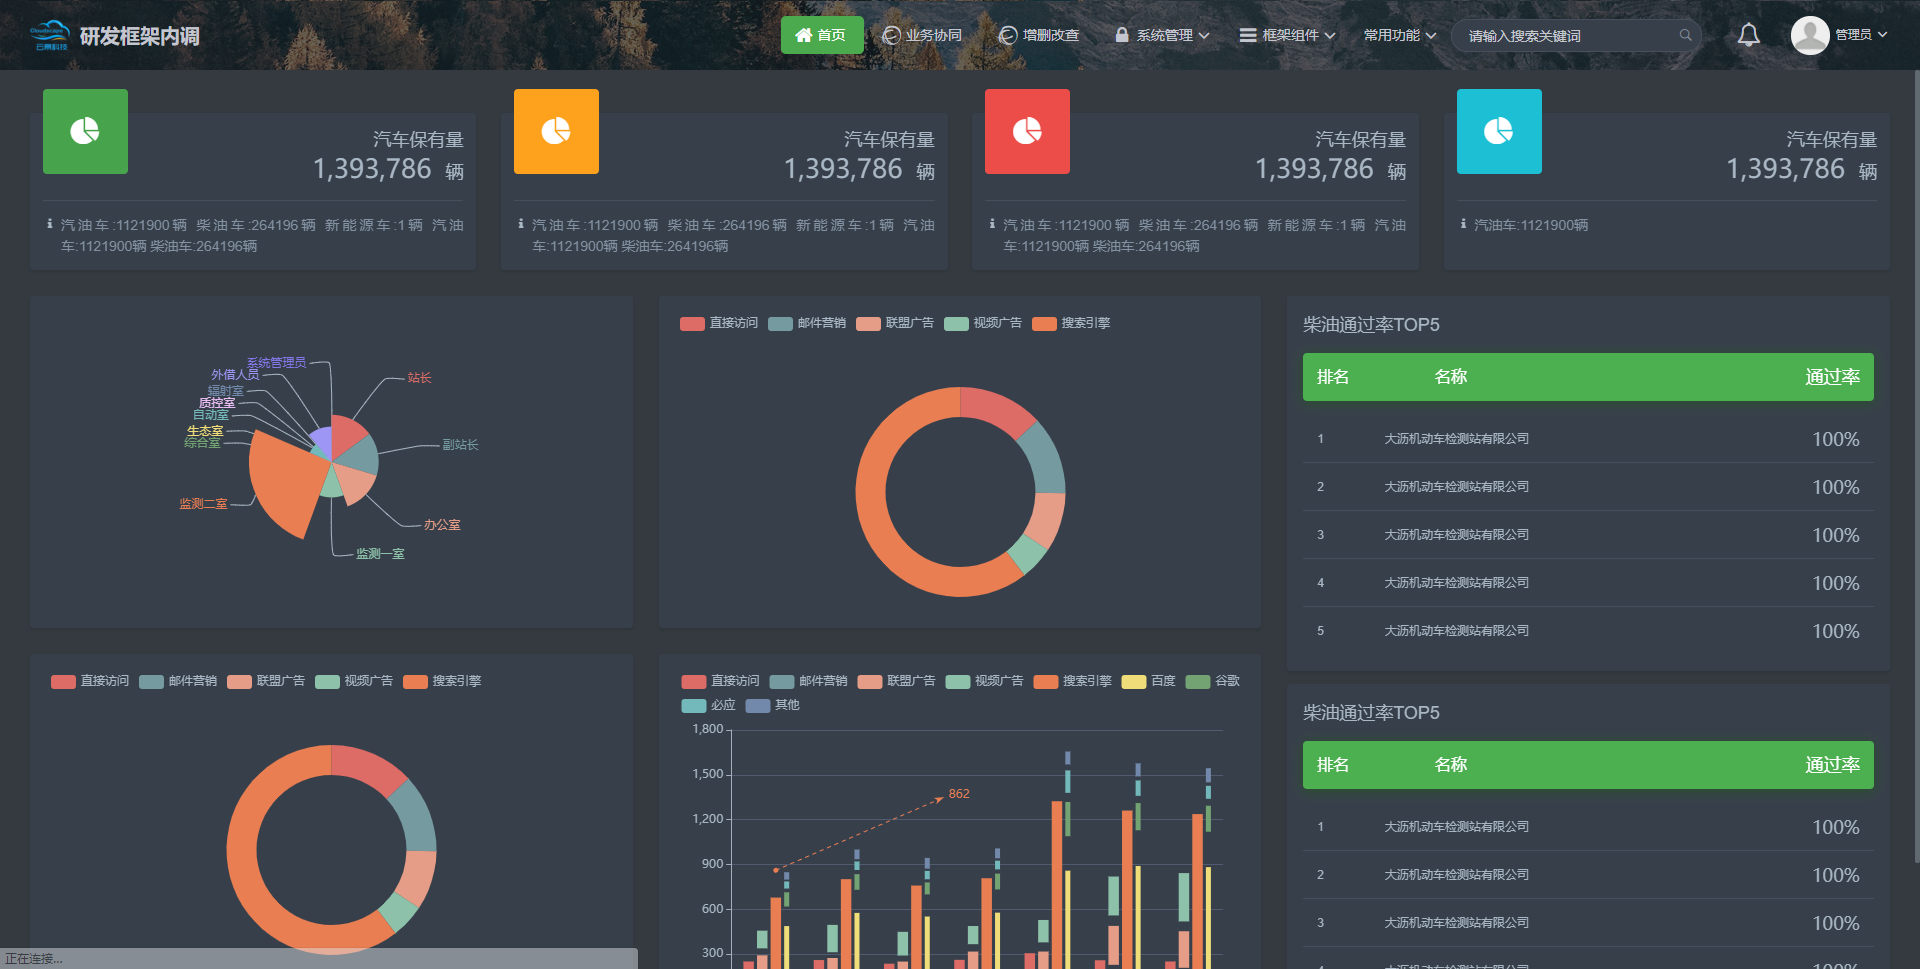 Cloudscape
云景科技
研发框架内调
首页
业务协同
增删改查
系统管理
框架组件
常用功能
请输入搜索关键词
管理员
汽车保有量
1,393,786 辆
汽油车:1121900辆 柴油车:264196辆 新能源车:1辆 汽油
车:1121900辆 柴油车:264196辆
汽车保有量
1,393,786 辆
汽油车:1121900辆 柴油车:264196辆 新能源车:1辆 汽油
车:1121900辆 柴油车:264196辆
汽车保有量
1,393,786 辆
汽油车:1121900辆 柴油车:264196辆 新能源车:1辆 汽油
车:1121900辆 柴油车:264196辆
汽车保有量
1,393,786 辆
汽油车:1121900辆
系统管理员
外借人员
辐射室
质控室
自动室
生态室
综合室
监测二室
站长
副站长
办公室
监测一室
直接访问 邮件营销 联盟广告 视频广告 搜索引擎
柴油通过率TOP5
排名 名称 通过率
1 大沥机动车检测站有限公司 100%
2 大沥机动车检测站有限公司 100%
3 大沥机动车检测站有限公司 100%
4 大沥机动车检测站有限公司 100%
5 大沥机动车检测站有限公司 100%
直接访问 邮件营销 联盟广告 视频广告 搜索引擎
直接访问 邮件营销 联盟广告 视频广告 搜索引擎 百度 谷歌
必应 其他
1,800
1,500
1,200
900
600
300
862
柴油通过率TOP5
排名 名称 通过率
1 大沥机动车检测站有限公司 100%
2 大沥机动车检测站有限公司 100%
3 大沥机动车检测站有限公司 100%
正在连接...